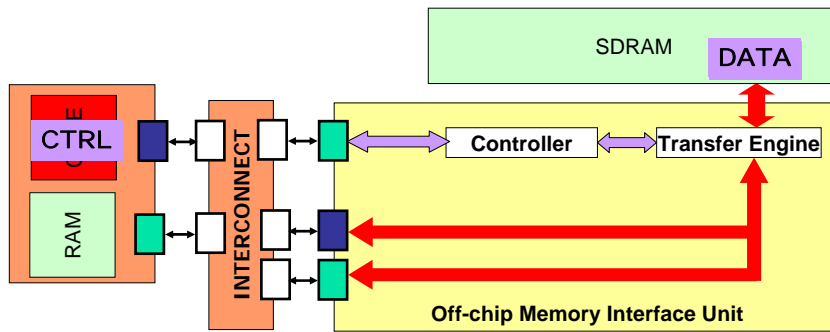 SDRAM
DATA
CTRL
Controller
Transfer Engine
RAM
INTERCONNECT
Off-chip Memory Interface Unit